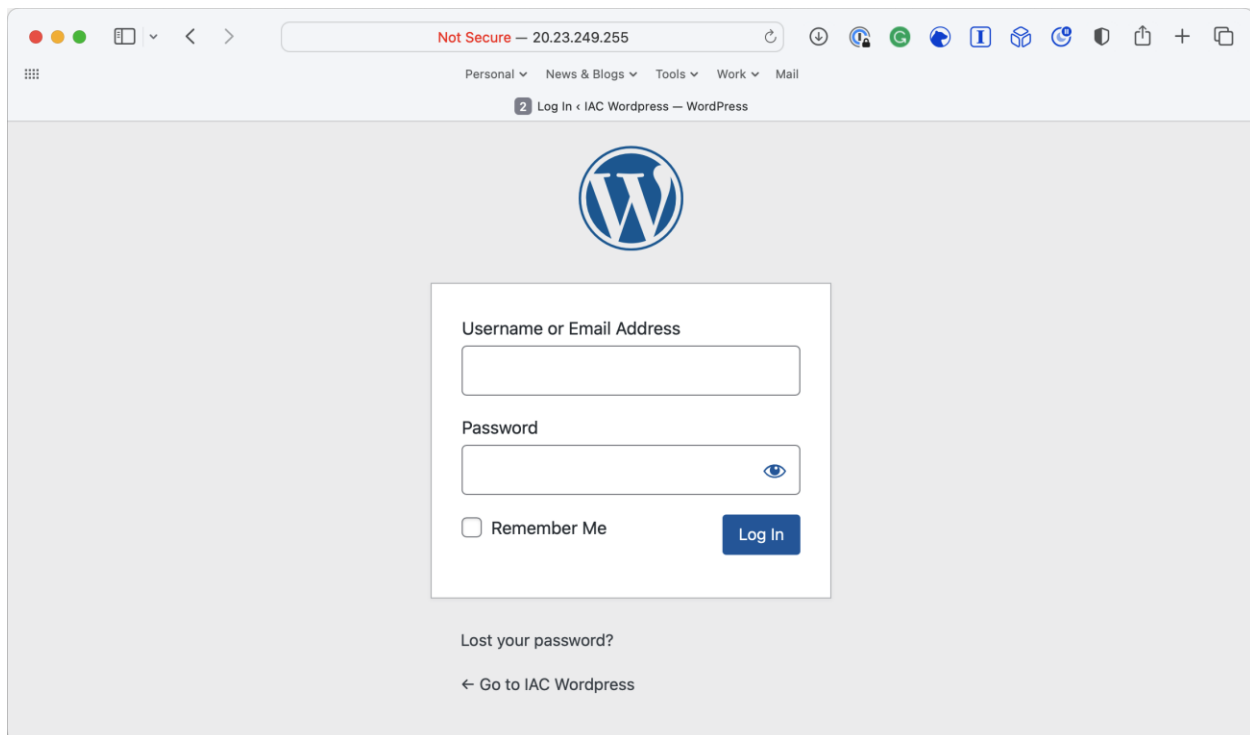 Not Secure — 20.23.249.255
Personal News & Blogs Tools Work Mail
2 Log In ‹ IAC Wordpress — WordPress
W
Username or Email Address
Password
Remember Me
Log In
Lost your password?
← Go to IAC Wordpress